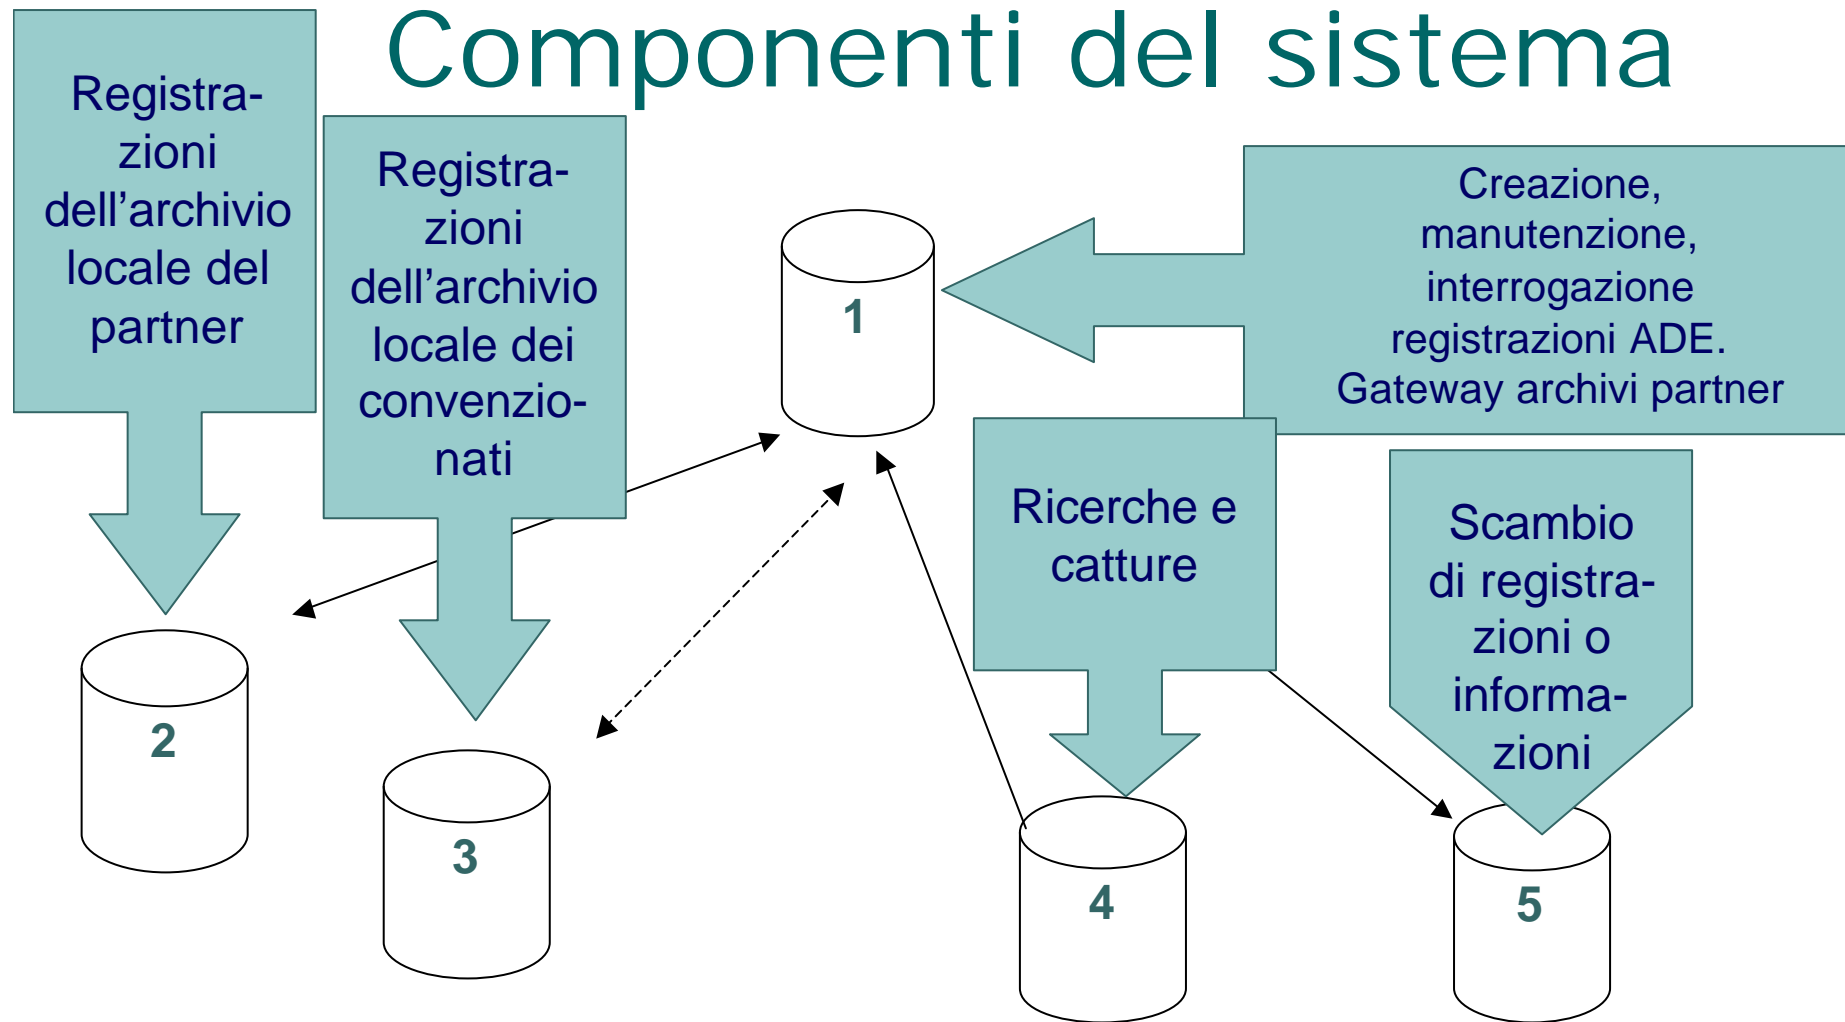 Componenti del sistema
Registra-
zioni
dell’archivio
locale del
partner
Registra-
zioni
dell’archivio
locale dei
convenzio-
nati
Creazione,
manutenzione,
interrogazione
registrazioni ADE.
Gateway archivi partner
Ricerche e
catture
Scambio
di registra-
zioni o
informa-
zioni
1
2
3
4
5